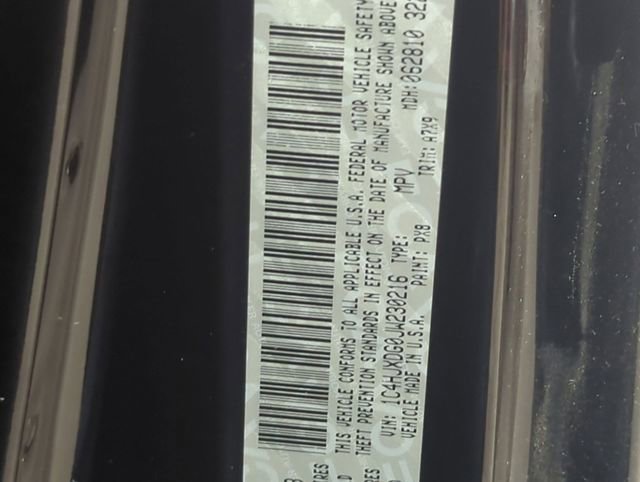 TRES
THIS VEHICLE CONFORMS TO ALL APPLICABLE U.S.A. FEDERAL MOTOR VEHICLE SAFETY
THEFT PREVENTION STANDARDS IN EFFECT ON THE DATE OF MANUFACTURE SHOWN ABOVE
VIN: 1C4HJXDG0JW230216 TYPE: MPV MDH: 062810
VEHICLE MADE IN U.S.A. PAINT: PX8 TRIM: A7X9